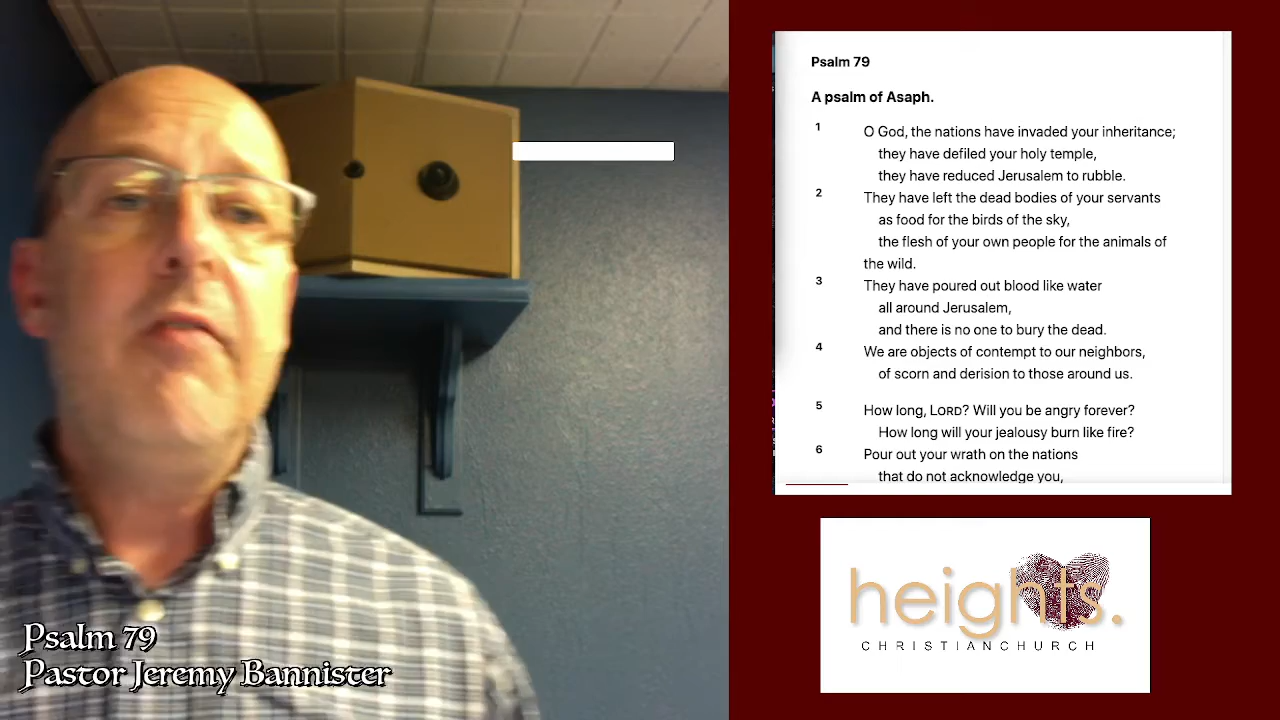 Psalm 79
A psalm of Asaph.
1 O God, the nations have invaded your inheritance;
they have defiled your holy temple,
they have reduced Jerusalem to rubble.
2 They have left the dead bodies of your servants
as food for the birds of the sky,
the flesh of your own people for the animals of
the wild.
3 They have poured out blood like water
all around Jerusalem,
and there is no one to bury the dead.
4 We are objects of contempt to our neighbors,
of scorn and derision to those around us.
5 How long, LORD? Will you be angry forever?
How long will your jealousy burn like fire?
6 Pour out your wrath on the nations
that do not acknowledge you,
heights.
CHRISTIANCHURCH
Psalm 79
Pastor Jeremy Bannister